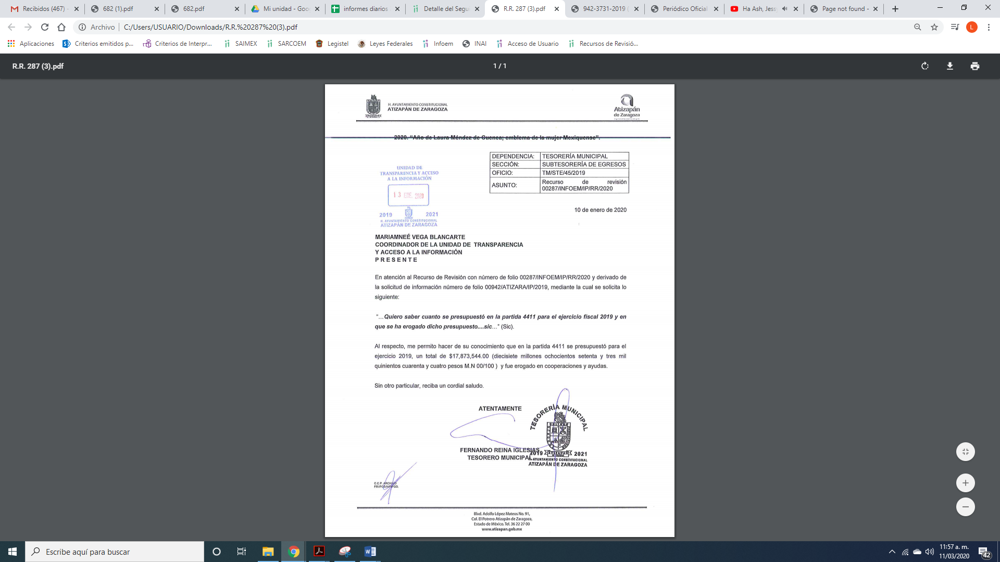 Recibidos (467) -
682 (1).pdf
682.pdf
Mi unidad - Goo
informes diarios
Detalle del Segui
R.R. 287 (3).pdf
942-3731-2019 (
Periódico Oficial
Ha Ash, Jess
Page not found -
Archivo
C:/Users/USUARIO/Downloads/R.R.%20287%20(3).pdf
L
Aplicaciones
Criterios emitidos p...
Criterios de Interpr...
SAIMEX
SARCOEM
Legistel
Leyes Federales
Infoem
INAI
Acceso de Usuario
Recursos de Revisió...
R.R. 287 (3).pdf
1 / 1
H. AYUNTAMIENTO CONSTITUCIONAL
ATIZAPÁN DE ZARAGOZA
Atizapán
de Zaragoza
2020. “Año de Laura Méndez de Cuenca; emblema de la mujer Mexiquense”.
DEPENDENCIA: TESORERÍA MUNICIPAL
SECCIÓN: SUBTESORERÍA DE EGRESOS
OFICIO: TM/STE/45/2019
ASUNTO: Recurso de revisión
00287/INFOEM/IP/RR/2020
UNIDAD DE
TRANSPARENCIA Y ACCESO
A LA INFORMACIÓN
13 ENE. 2020
2019 2021
H. AYUNTAMIENTO CONSTITUCIONAL
ATIZAPÁN DE ZARAGOZA
10 de enero de 2020
MARIAMNEÉ VEGA BLANCARTE
COORDINADOR DE LA UNIDAD DE TRANSPARENCIA
Y ACCESO A LA INFORMACIÓN
P R E S E N T E
En atención al Recurso de Revisión con número de folio 00287/INFOEM/IP/RR/2020 y derivado de
la solicitud de información número de folio 00942/ATIZARA/IP/2019, mediante la cual se solicita lo
siguiente:
“…Quiero saber cuanto se presupuestó en la partida 4411 para el ejercicio fiscal 2019 y en
que se ha erogado dicho presupuesto....sic…” (Sic).
Al respecto, me permito hacer de su conocimiento que en la partida 4411 se presupuestó para el
ejercicio 2019, un total de $17,873,544.00 (diecisiete millones ochocientos setenta y tres mil
quinientos cuarenta y cuatro pesos M.N 00/100 ) y fue erogado en cooperaciones y ayudas.
Sin otro particular, reciba un cordial saludo.
ATENTAMENTE
TESORERÍA MUNICIPAL
FERNANDO REINA IGLESIAS
TESORERO MUNICIPAL
2019 ATIZAPÁN 2021
H. AYUNTAMIENTO CONSTITUCIONAL
ATIZAPÁN DE ZARAGOZA
C.C.P. ARCHIVO
Blvd. Adolfo López Mateos No. 91,
Col. El Potrero Atizapán de Zaragoza,
Estado de México. Tel. 36 22 27 00
www.atizapan.gob.mx
Escribe aquí para buscar
11:57 a. m.
11/03/2020
42